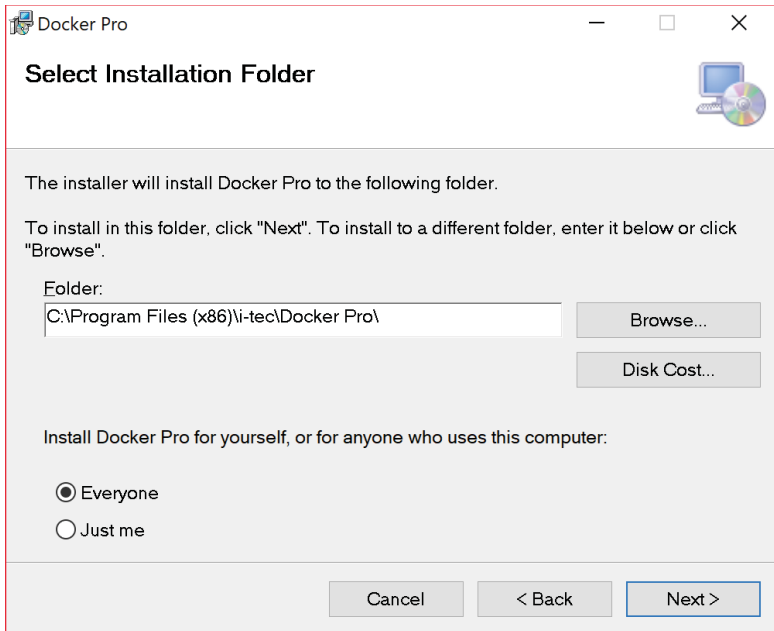 Docker Pro
Select Installation Folder
The installer will install Docker Pro to the following folder.
To install in this folder, click "Next". To install to a different folder, enter it below or click
"Browse".
Folder:
C:\Program Files (x86)\i-tec\Docker Pro\
Browse...
Disk Cost...
Install Docker Pro for yourself, or for anyone who uses this computer:
Everyone
Just me
Cancel
< Back
Next >